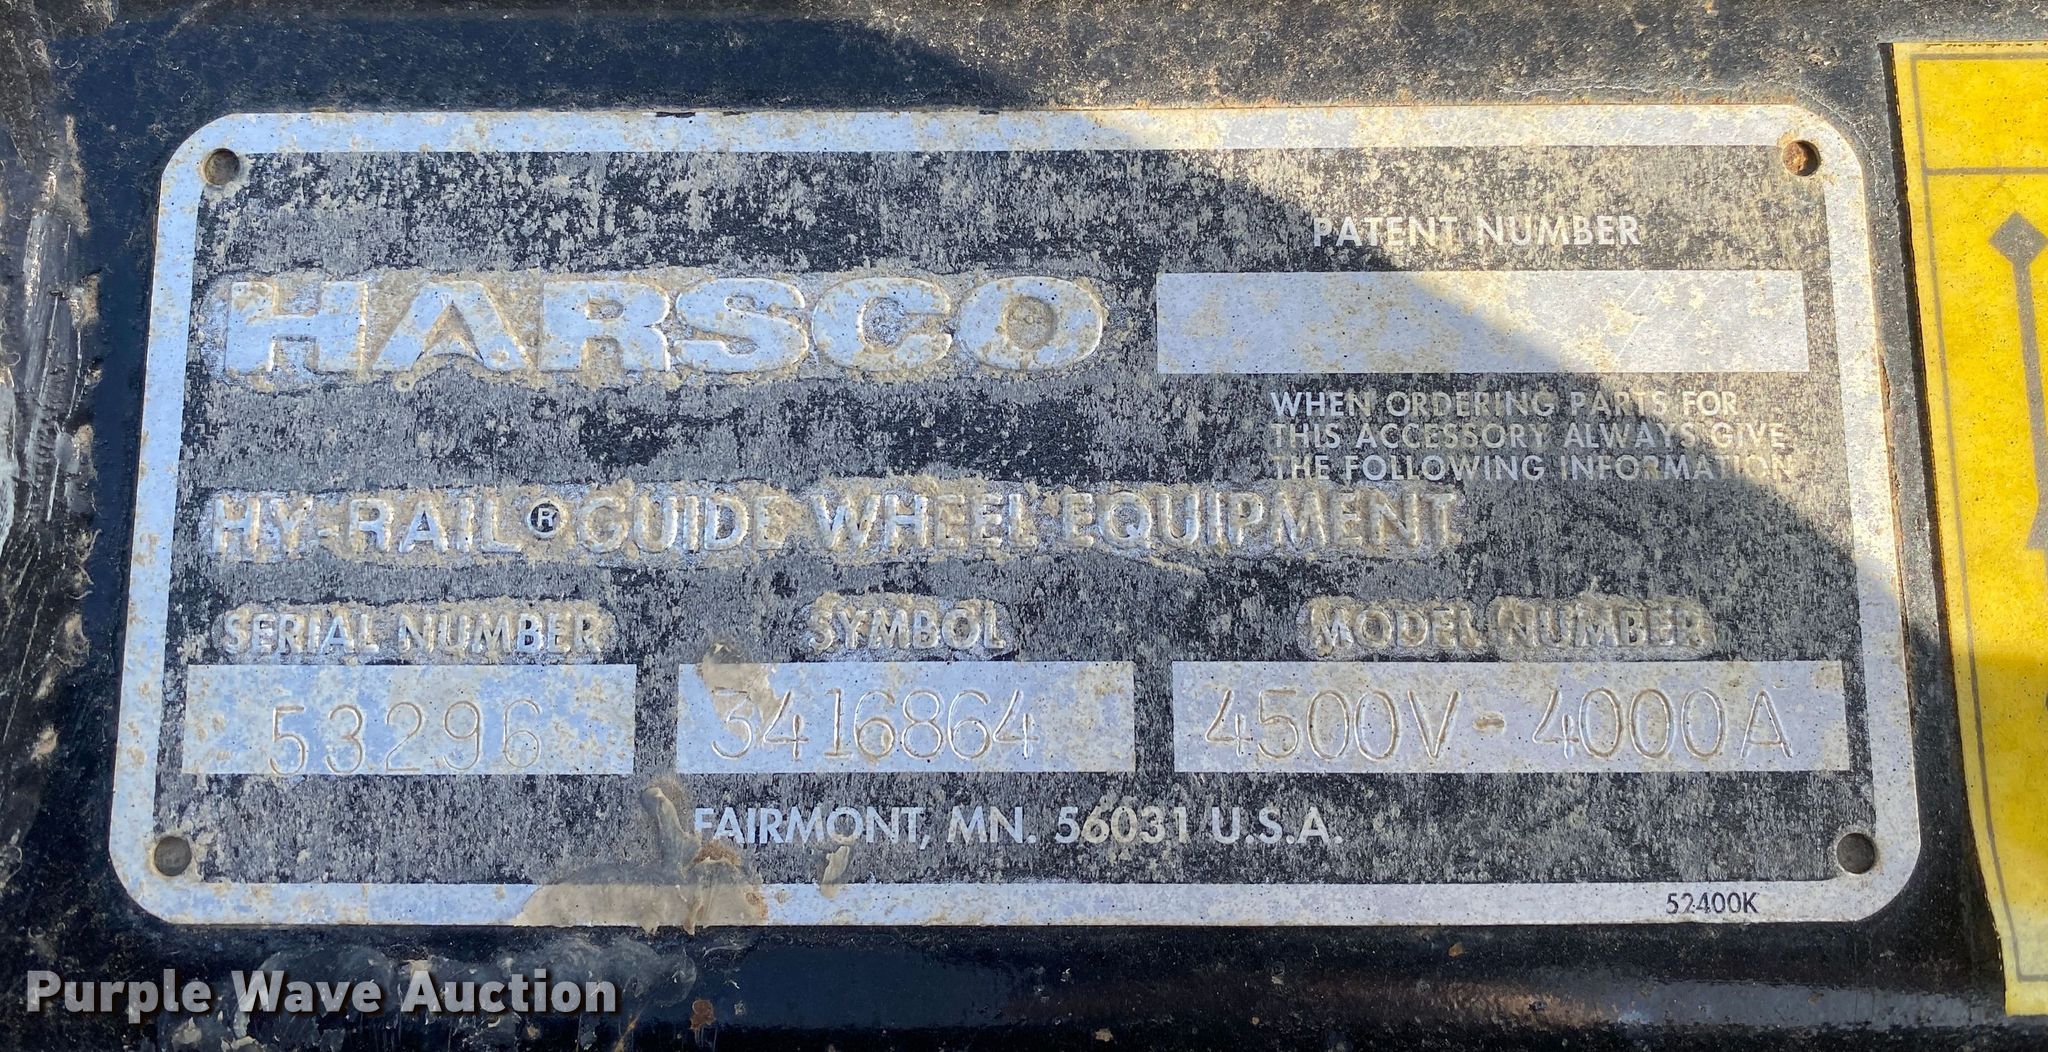 PATENT NUMBER
HARSCO
WHEN ORDERING PARTS FOR
THIS ACCESSORY ALWAYS GIVE
THE FOLLOWING INFORMATION
HY-RAIL® GUIDE WHEEL EQUIPMENT
SERIAL NUMBER SYMBOL MODEL NUMBER
53296 3416864 4500V-4000A
FAIRMONT, MN. 56031 U.S.A.
52400K
Purple Wave Auction